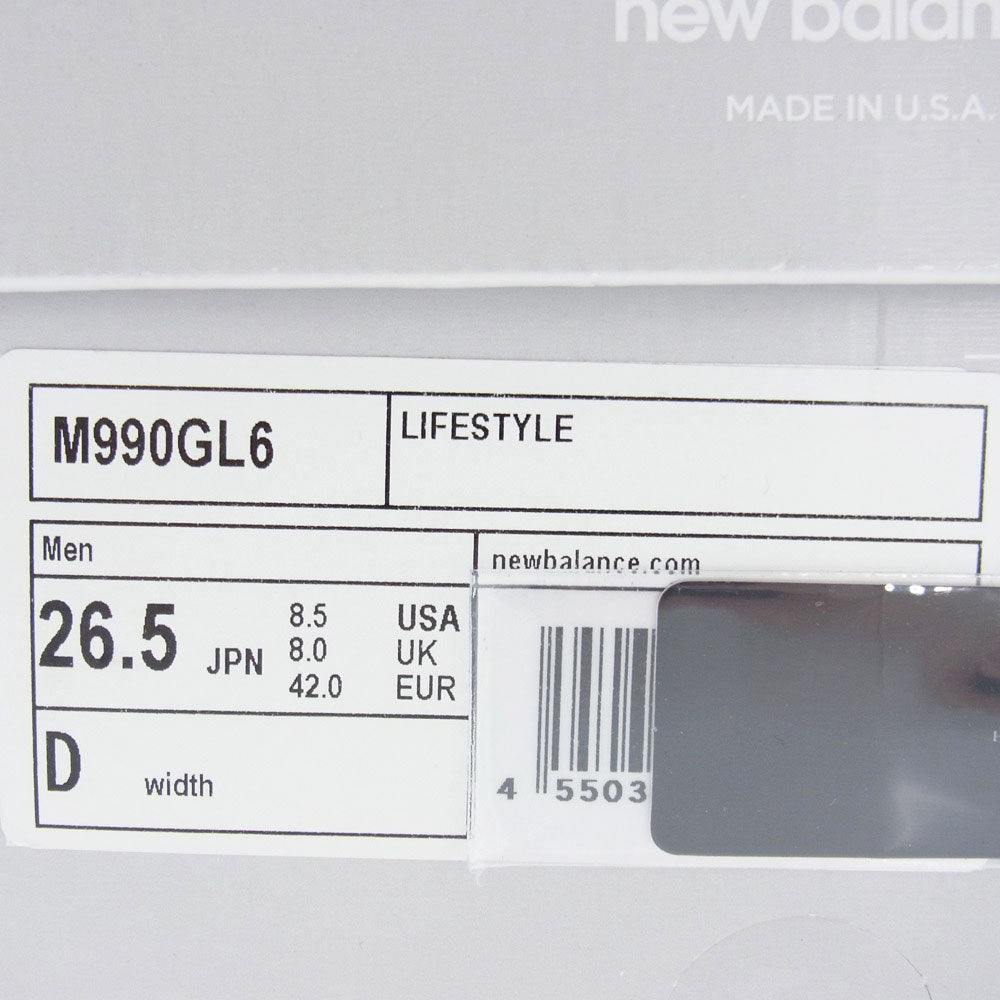 new balan
MADE IN U.S.A.
M990GL6
LIFESTYLE
Men
newbalance.com
26.5 JPN
8.5 USA
8.0 UK
42.0 EUR
D width
4 5503